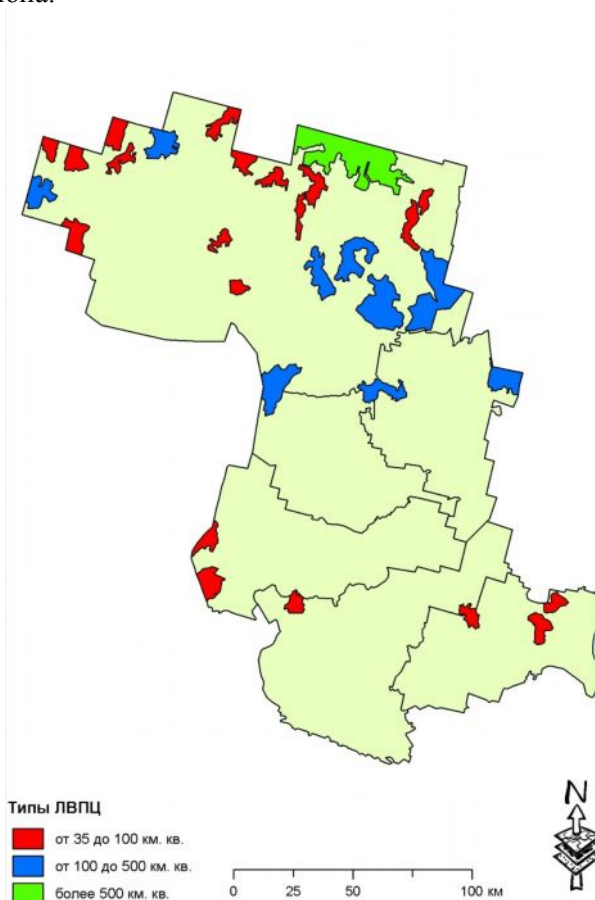 N
Типы ЛВПЦ
от 35 до 100 км. кв.
от 100 до 500 км. кв.
более 500 км. кв.
0 25 50 100 км